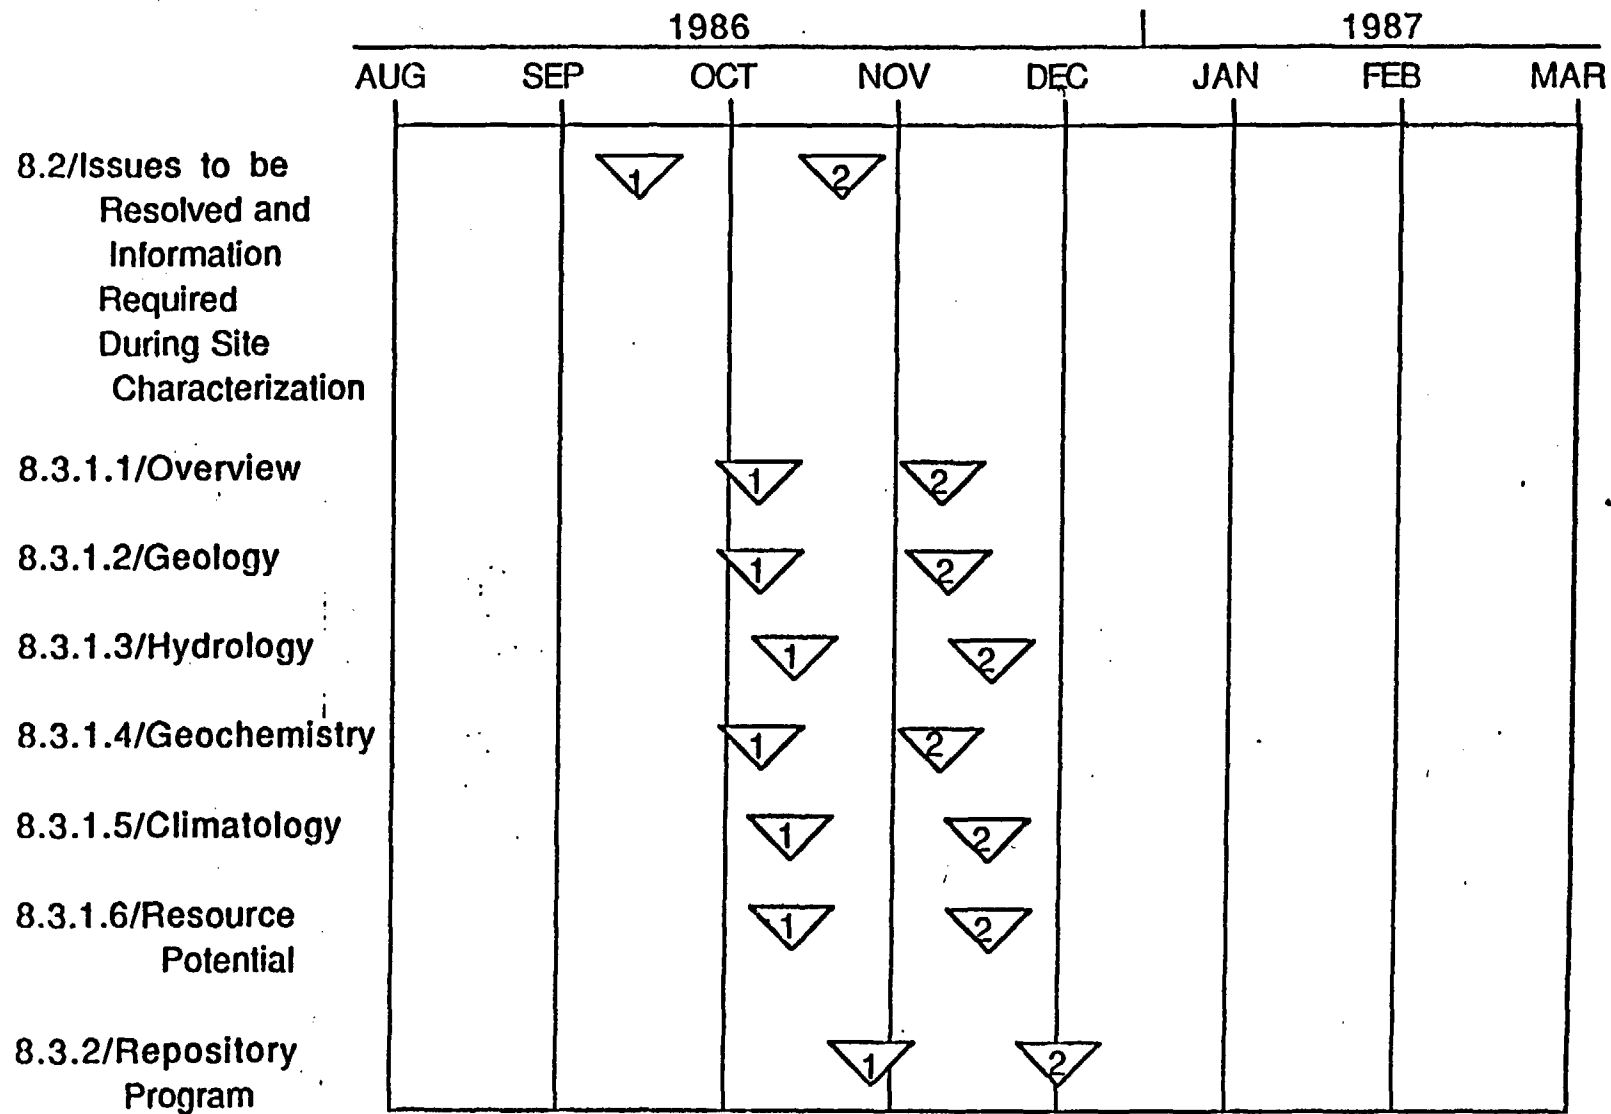 1986 1987
AUG SEP OCT NOV DEC JAN FEB MAR
8.2/Issues to be 1 2
Resolved and
Information
Required
During Site
Characterization
8.3.1.1/Overview 1 2
8.3.1.2/Geology 1 2
8.3.1.3/Hydrology 1 2
8.3.1.4/Geochemistry 1 2
8.3.1.5/Climatology 1 2
8.3.1.6/Resource 1 2
Potential
8.3.2/Repository 1 2
Program